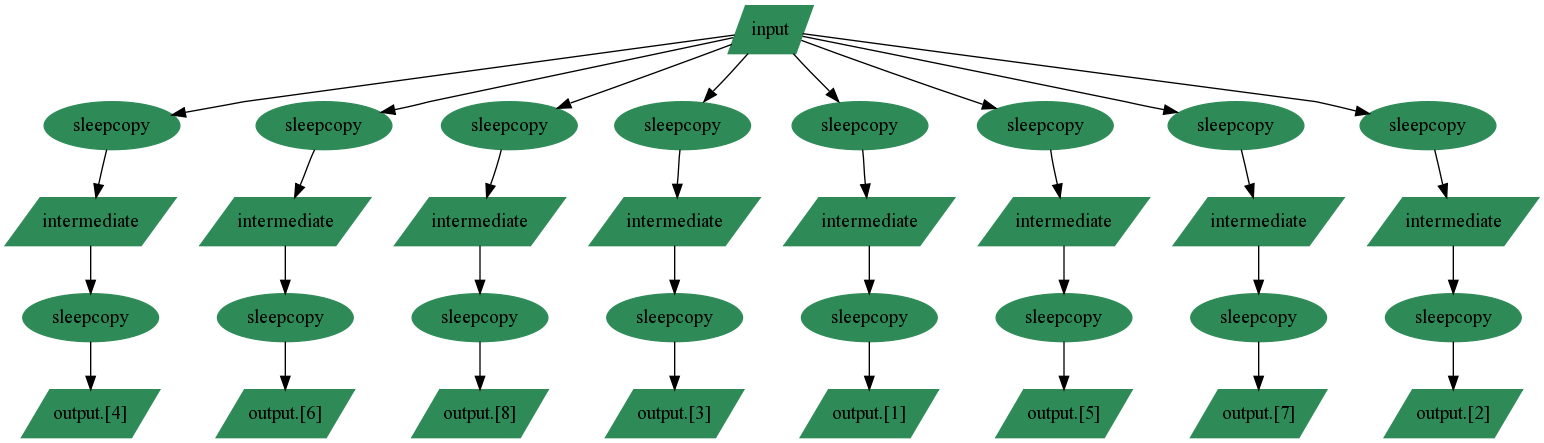 input
sleepcopy
sleepcopy
sleepcopy
sleepcopy
sleepcopy
sleepcopy
sleepcopy
sleepcopy
intermediate
intermediate
intermediate
intermediate
intermediate
intermediate
intermediate
intermediate
sleepcopy
sleepcopy
sleepcopy
sleepcopy
sleepcopy
sleepcopy
sleepcopy
sleepcopy
output.[4]
output.[6]
output.[8]
output.[3]
output.[1]
output.[5]
output.[7]
output.[2]